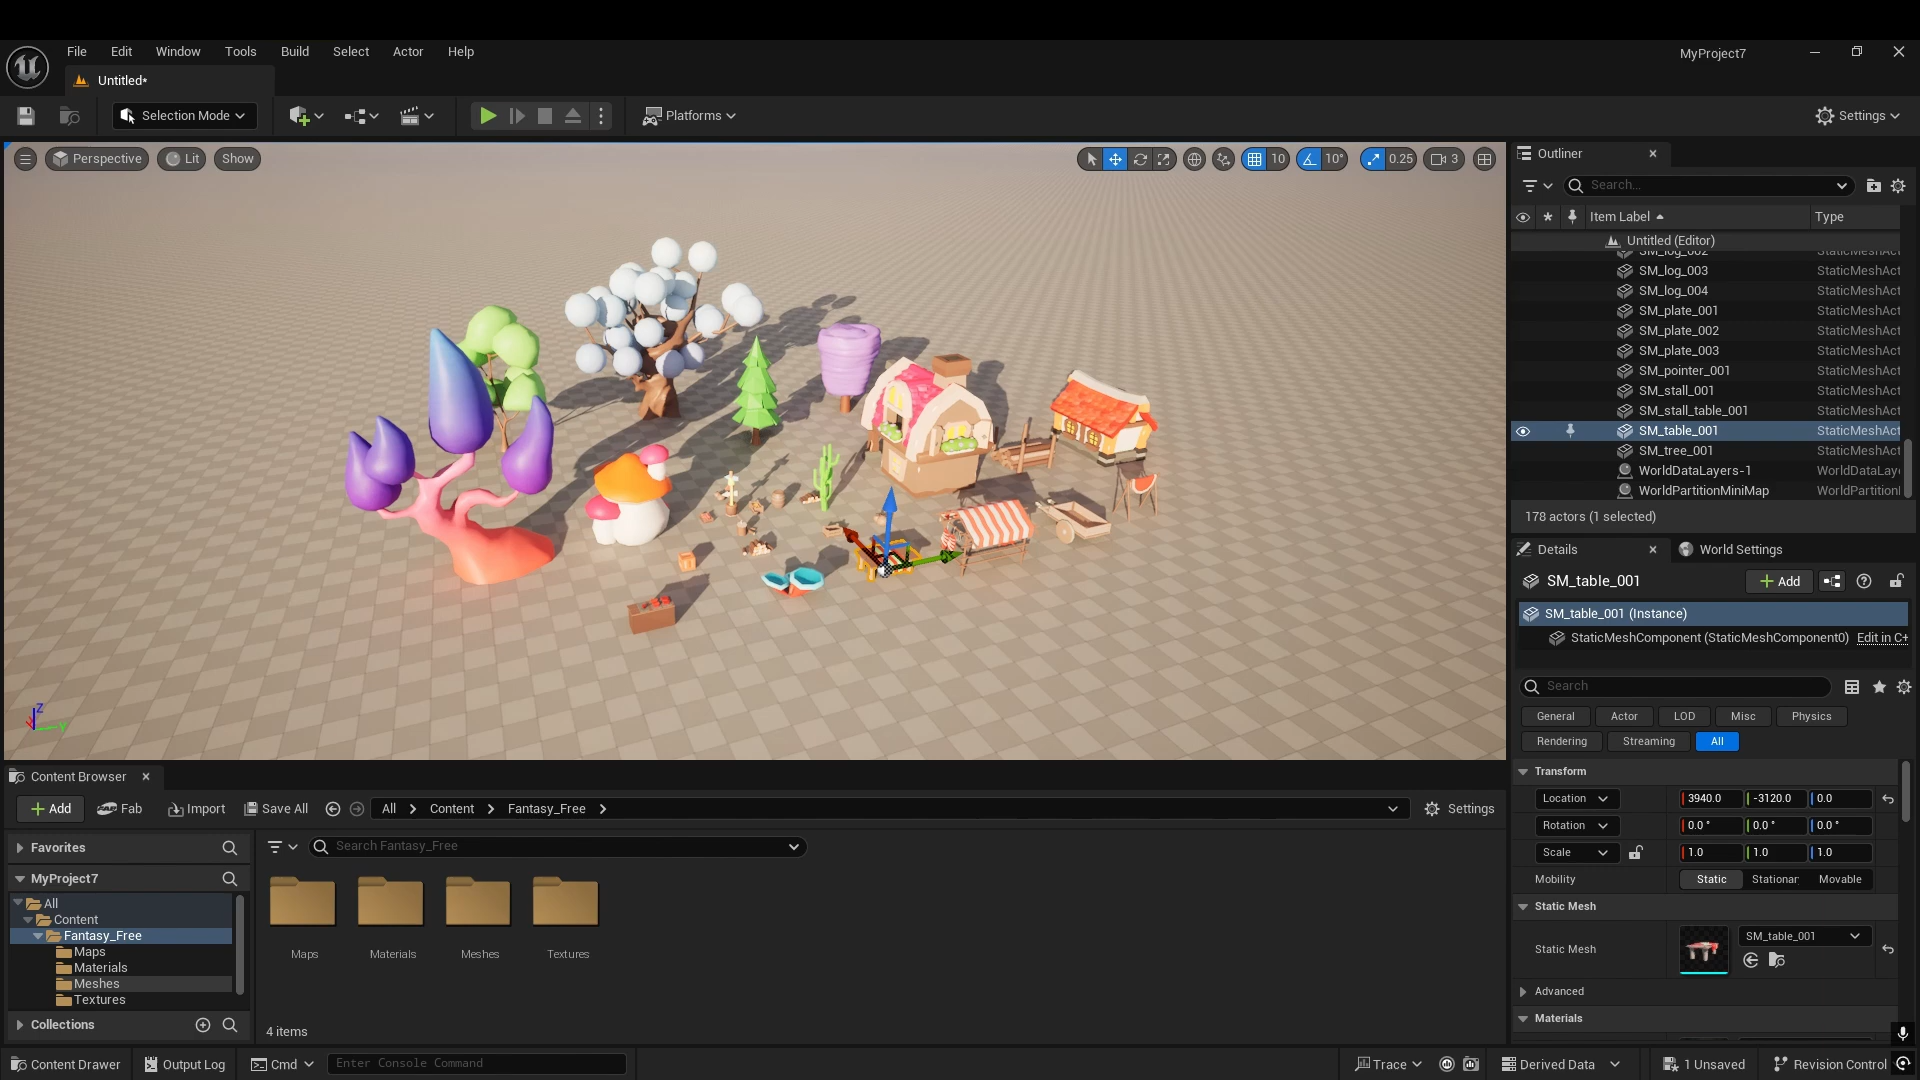 File Edit Window Tools Build Select Actor Help
MyProject7
Untitled*
Selection Mode
Platforms
Settings
Perspective Lit Show
10 10° 0.25 3
Outliner
Search...
Item Label Type
Untitled (Editor)
SM_log_002
SM_log_003 StaticMeshAct
SM_log_004 StaticMeshAct
SM_plate_001 StaticMeshAct
SM_plate_002 StaticMeshAct
SM_plate_003 StaticMeshAct
SM_pointer_001 StaticMeshAct
SM_stall_001 StaticMeshAct
SM_stall_table_001 StaticMeshAct
SM_table_001 StaticMeshAct
SM_tree_001 StaticMeshAct
WorldDataLayers-1 WorldDataLaye
WorldPartitionMiniMap WorldPartition
178 actors (1 selected)
Details World Settings
SM_table_001 Add
SM_table_001 (Instance)
StaticMeshComponent (StaticMeshComponent0) Edit in C+
Search
General Actor LOD Misc Physics
Rendering Streaming All
Transform
Location 3940.0 -3120.0 0.0
Rotation 0.0 ° 0.0 ° 0.0 °
Scale 1.0 1.0 1.0
Mobility Static Stationar Movable
Static Mesh
Static Mesh SM_table_001
Advanced
Materials
Z
Y
Content Browser
Add Fab Import Save All All Content Fantasy_Free Settings
Favorites
Search Fantasy_Free
MyProject7
All
Content
Fantasy_Free
Maps
Materials
Meshes
Textures
Collections
Maps Materials Meshes Textures
4 items
Content Drawer Output Log Cmd Enter Console Command Trace Derived Data 1 Unsaved Revision Control